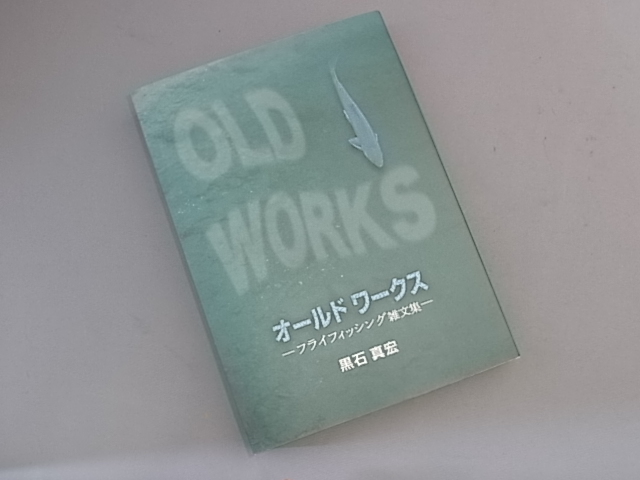 OLD
WORKS
オールド ワークス
―フライフィッシング雑文集―
黒石 真宏